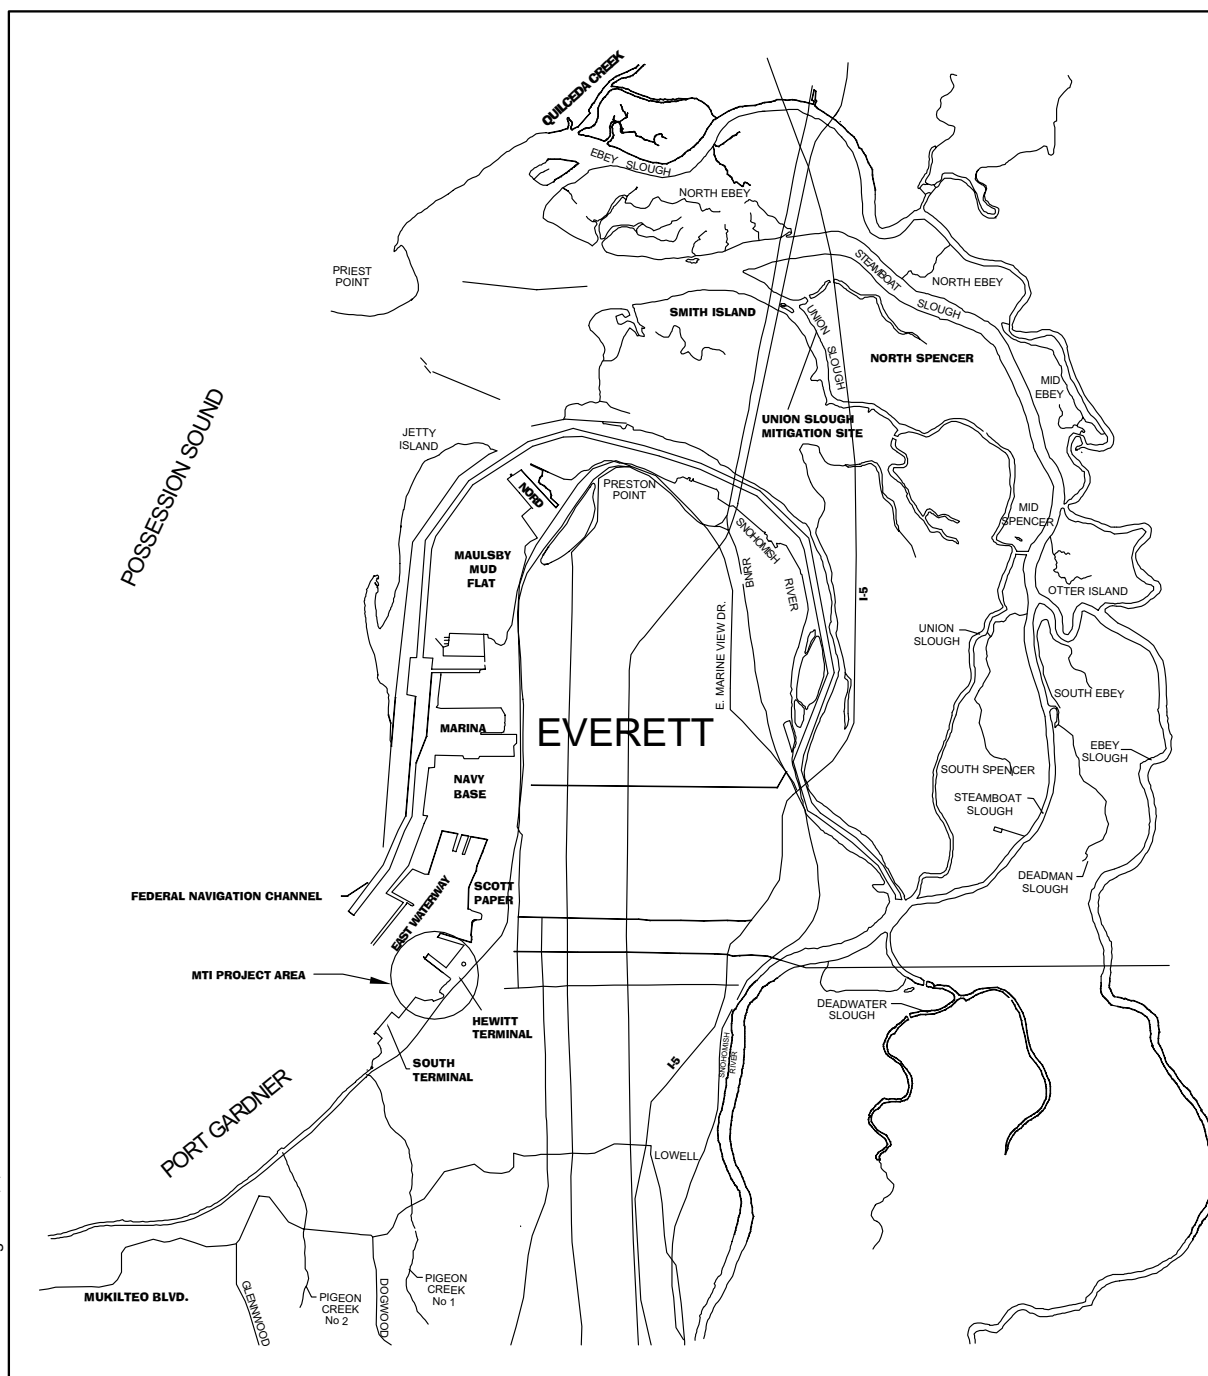 QUILCEDA CREEK
EBEY SLOUGH
NORTH EBEY
PRIEST
POINT
STEAMBOAT
SLOUGH
NORTH EBEY
SMITH ISLAND
UNION SLOUGH
NORTH SPENCER
MID
EBEY
UNION SLOUGH
MITIGATION SITE
POSSESSION SOUND
JETTY
ISLAND
NORD
PRESTON
POINT
MID
SPENCER
SNOHOMISH
RIVER
MAULSBY
MUD
FLAT
BNRR
I-5
OTTER ISLAND
E. MARINE VIEW DR.
UNION
SLOUGH
SOUTH EBEY
MARINA
EVERETT
EBEY
SLOUGH
NAVY
BASE
SOUTH SPENCER
STEAMBOAT
SLOUGH
FEDERAL NAVIGATION CHANNEL
EAST WATERWAY
SCOTT
PAPER
DEADMAN
SLOUGH
MTI PROJECT AREA
HEWITT
TERMINAL
DEADWATER
SLOUGH
SOUTH
TERMINAL
I-5
SNOHOMISH
RIVER
PORT GARDNER
LOWELL
MUKILTEO BLVD.
GLENNWOOD
PIGEON
CREEK
No 2
DOGWOOD
PIGEON
CREEK
No 1